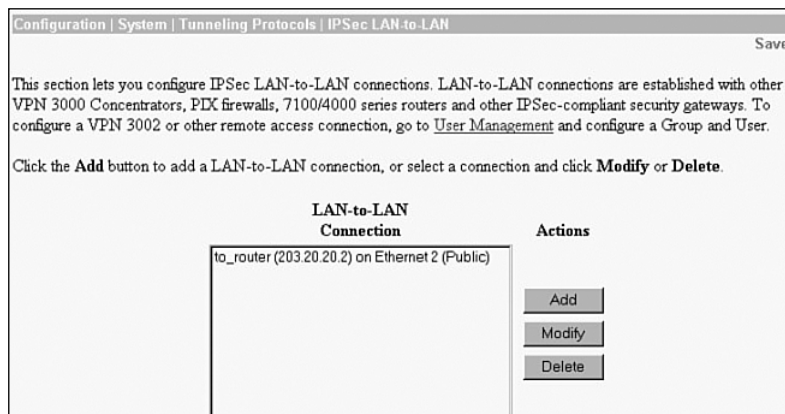 Configuration | System | Tunneling Protocols | IPSec LAN-to-LAN
Save
This section lets you configure IPSec LAN-to-LAN connections. LAN-to-LAN connections are established with other
VPN 3000 Concentrators, PIX firewalls, 7100/4000 series routers and other IPSec-compliant security gateways. To
configure a VPN 3002 or other remote access connection, go to User Management and configure a Group and User.
Click the Add button to add a LAN-to-LAN connection, or select a connection and click Modify or Delete.
LAN-to-LAN
Connection
Actions
to_router (203.20.20.2) on Ethernet 2 (Public)
Add
Modify
Delete